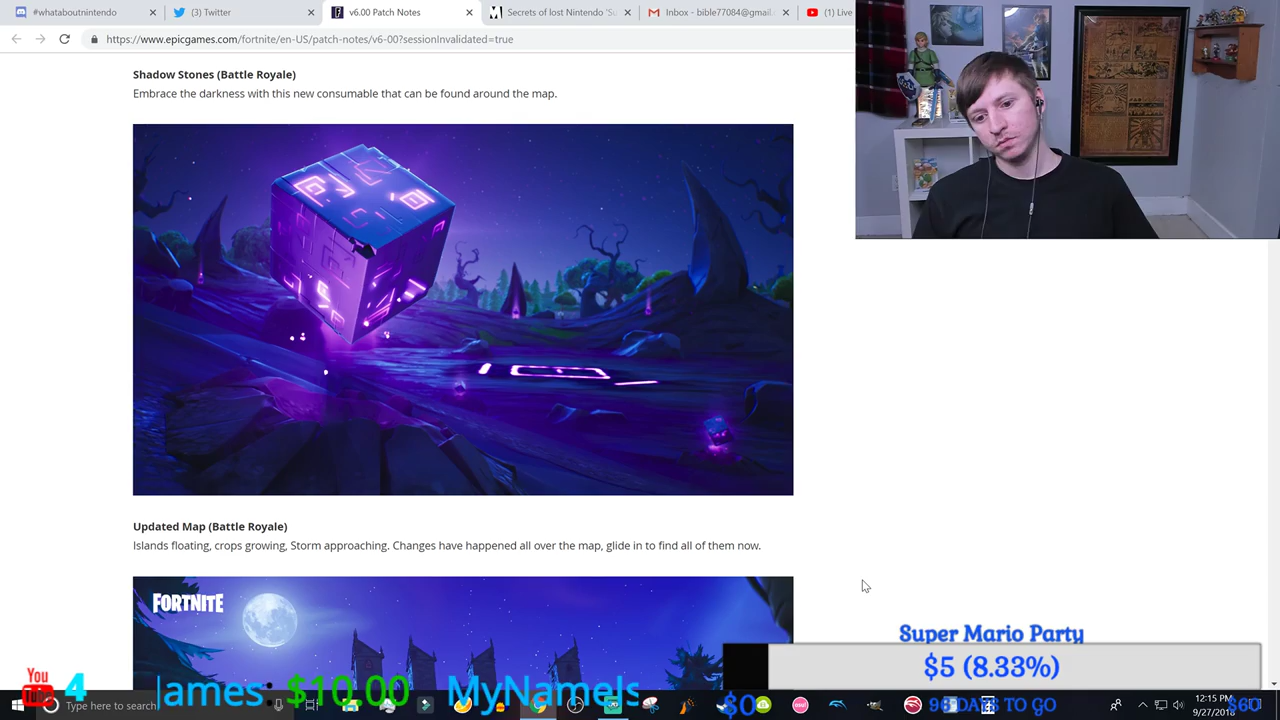 #whataboutnintendo
(3) Twitter
v6.00 Patch Notes
Secrets of lost Nintendo 'Su
Inbox - bible77084@gmail
(1) Live
https://www.epicgames.com/fortnite/en-US/patch-notes/v6-00?sessionInvalidated=true
Shadow Stones (Battle Royale)
Embrace the darkness with this new consumable that can be found around the map.
Updated Map (Battle Royale)
Islands floating, crops growing, Storm approaching. Changes have happened all over the map, glide in to find all of them now.
FORTNITE
Super Mario Party
$5 (8.33%)
$0
96 DAYS TO GO
$60
You Tube
4
James: $10.00
MyNameIs
Type here to search
12:15 PM